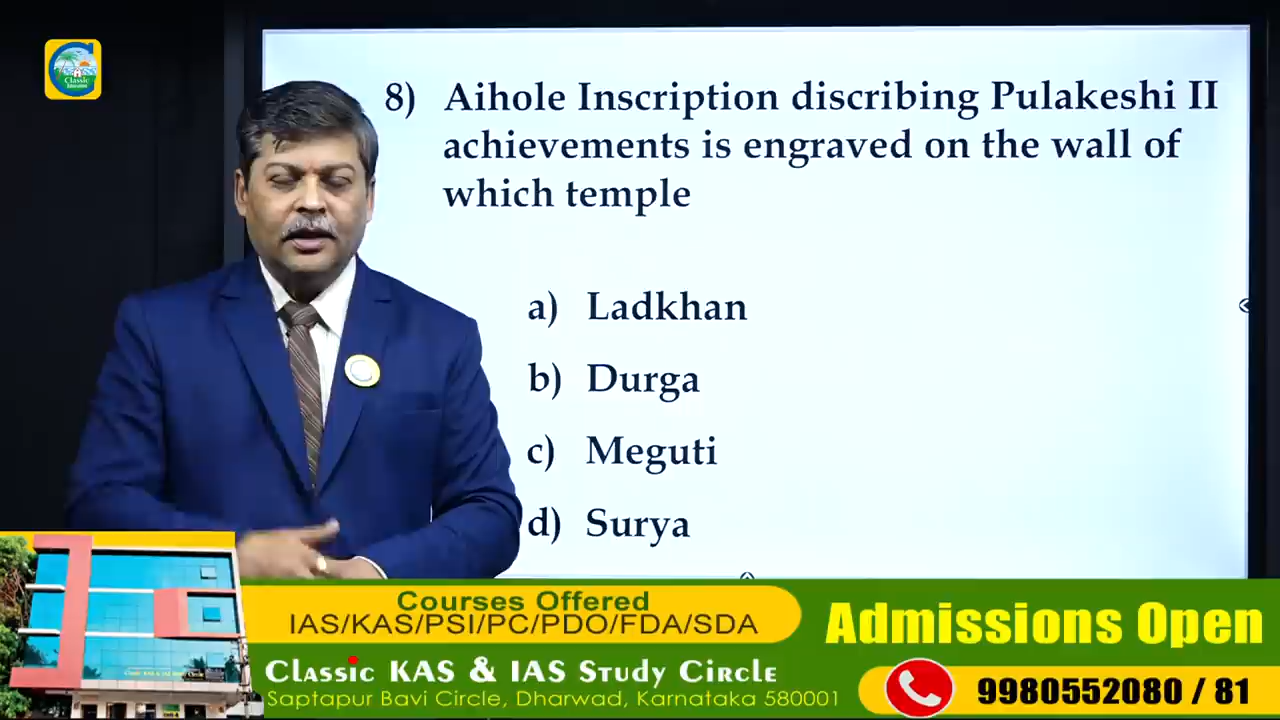 Classic
Education
8) Aihole Inscription discribing Pulakeshi II
achievements is engraved on the wall of
which temple
a) Ladkhan
b) Durga
c) Meguti
d) Surya
Courses Offered
IAS/KAS/PSI/PC/PDO/FDA/SDA
Classic KAS & IAS Study Circle
Saptapur Bavi Circle, Dharwad, Karnataka 580001
Admissions Open
9980552080 / 81